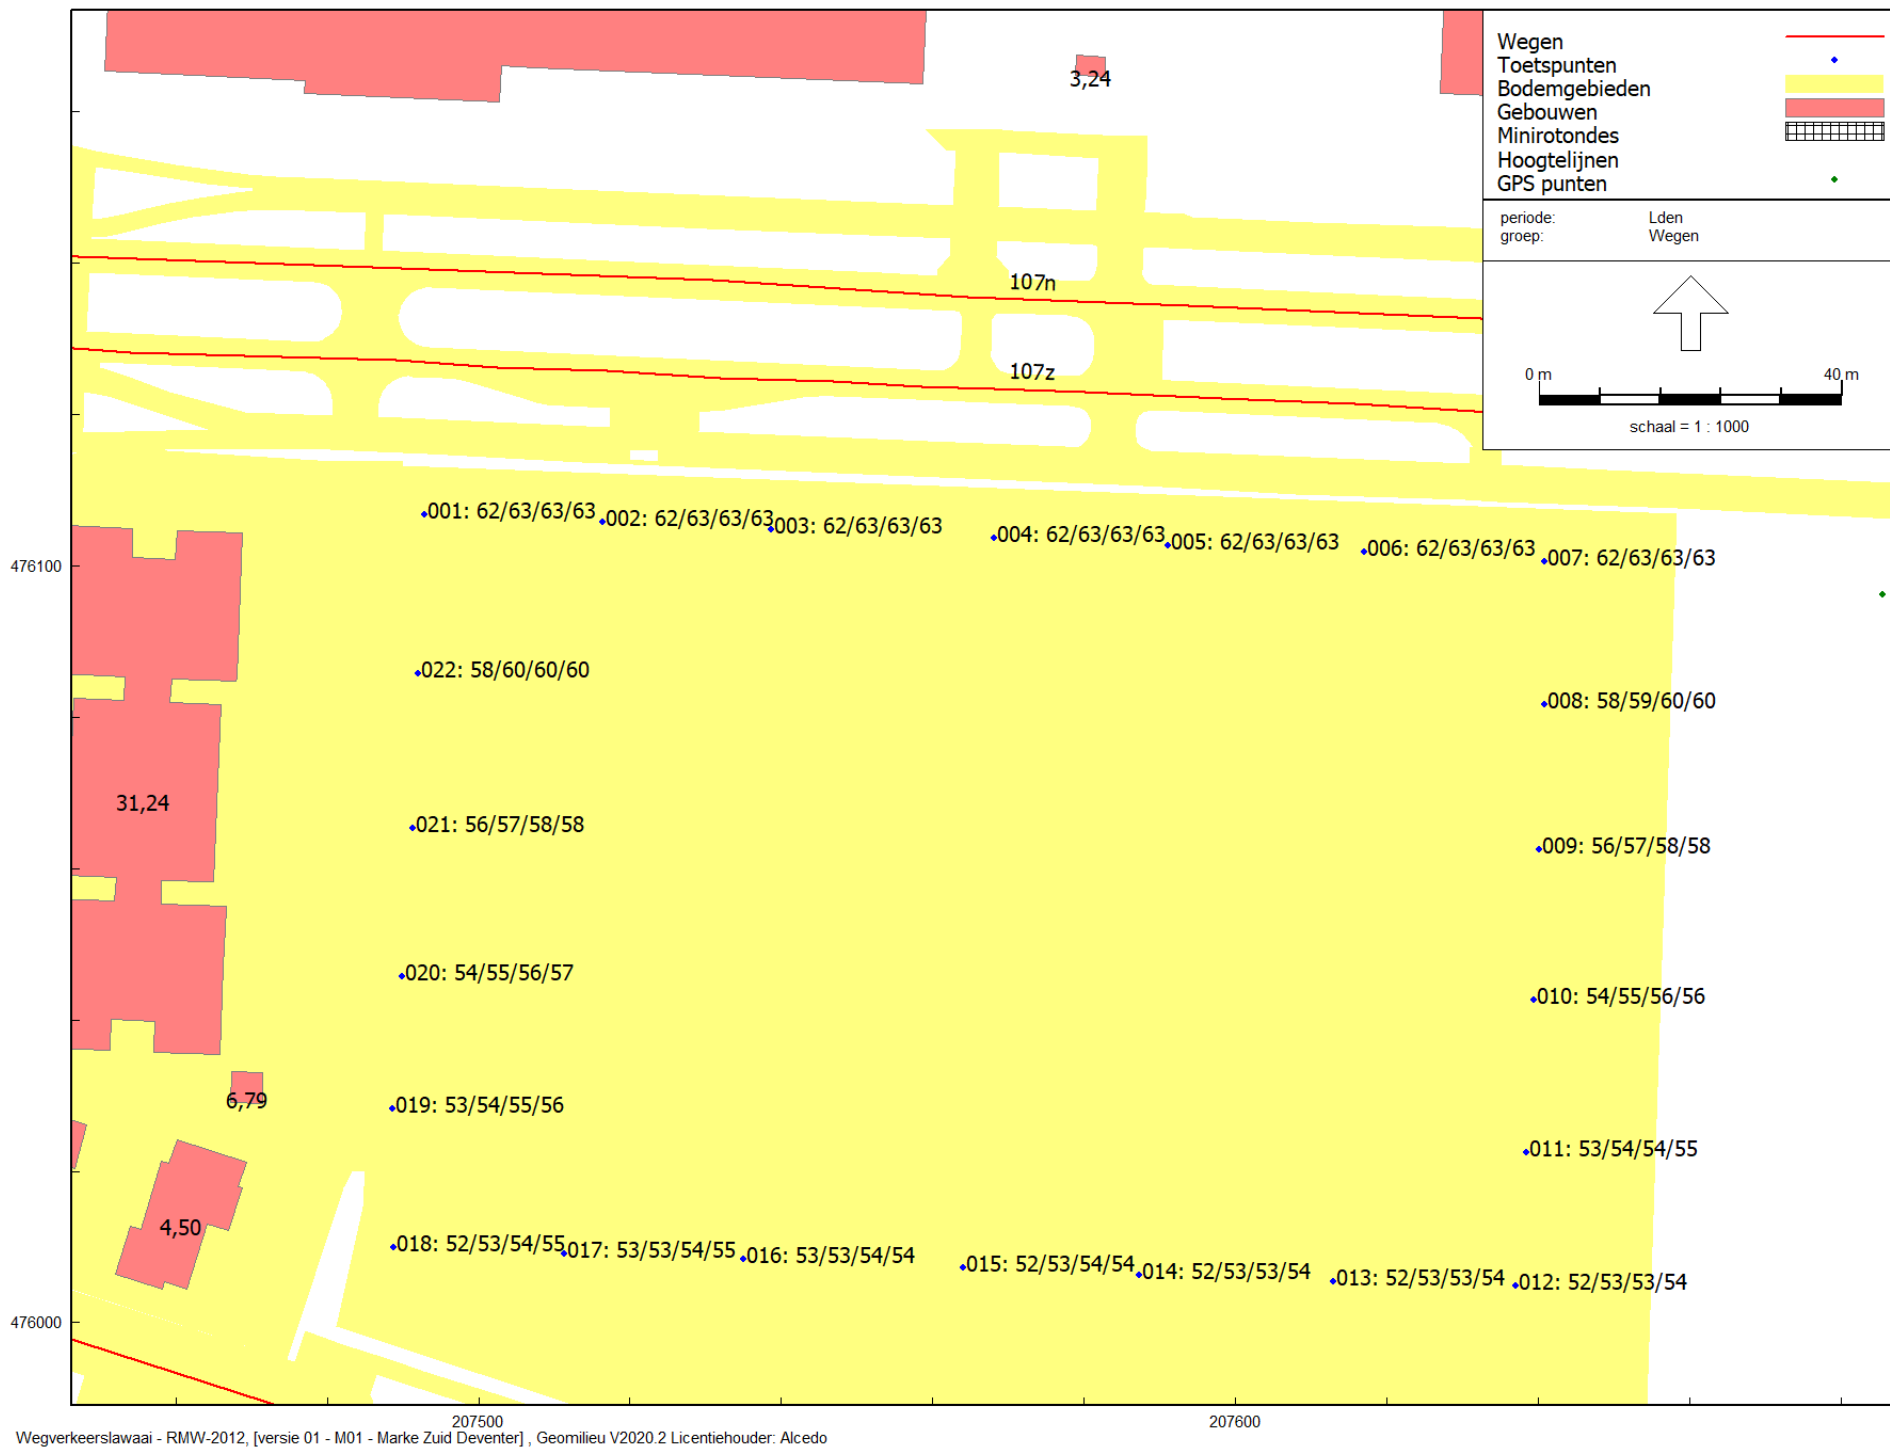 3,24
Wegen
Toetspunten
Bodemgebieden
Gebouwen
Minirotondes
Hoogtelijnen
GPS punten
periode: Lden
groep: Wegen
0 m 40 m
schaal = 1 : 1000
107n
107z
001: 62/63/63/63
002: 62/63/63/63
003: 62/63/63/63
004: 62/63/63/63
005: 62/63/63/63
006: 62/63/63/63
007: 62/63/63/63
476100
022: 58/60/60/60
008: 58/59/60/60
31,24
021: 56/57/58/58
009: 56/57/58/58
020: 54/55/56/57
010: 54/55/56/56
6,79
019: 53/54/55/56
011: 53/54/54/55
4,50
018: 52/53/54/55
017: 53/53/54/55
016: 53/53/54/54
015: 52/53/54/54
014: 52/53/53/54
013: 52/53/53/54
012: 52/53/53/54
476000
207500
207600
Wegverkeerslawaai - RMW-2012, [versie 01 - M01 - Marke Zuid Deventer] , Geomilieu V2020.2 Licentiehouder: Alcedo